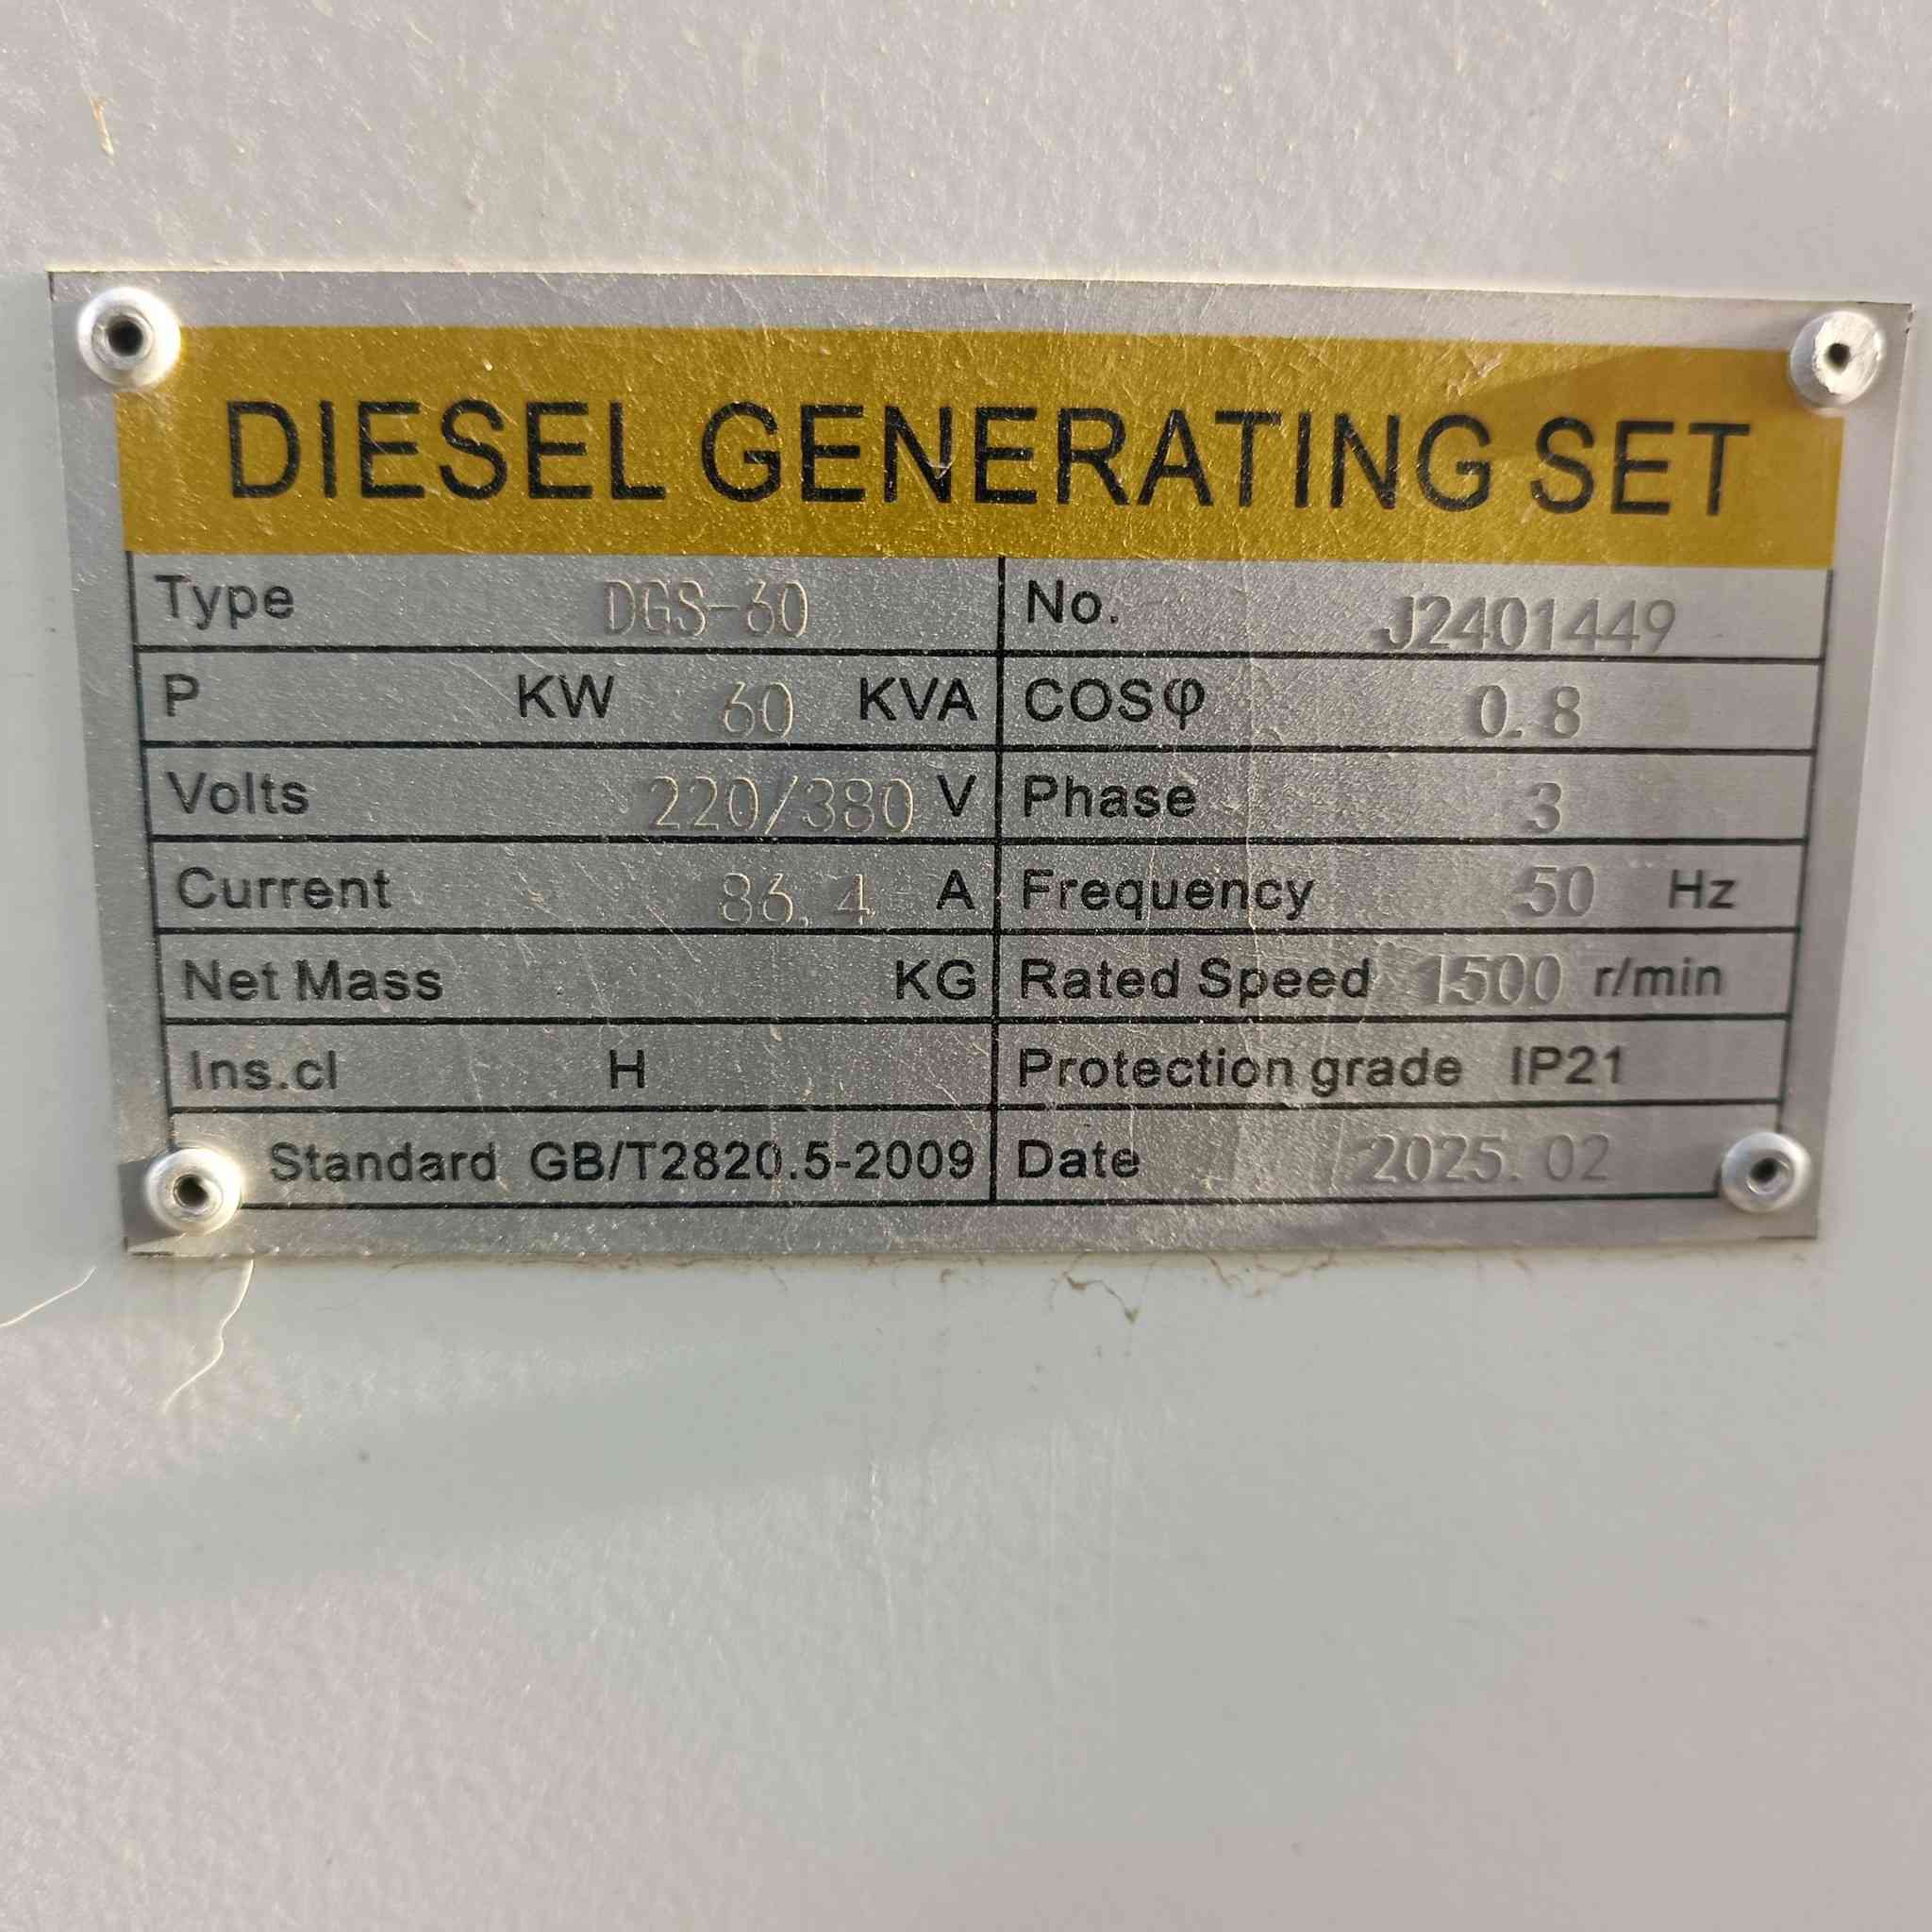 DIESEL GENERATING SET
Type DGS-60 No. J2401449
P KW 60 KVA COSφ 0.8
Volts 220/380 V Phase 3
Current 86.4 A Frequency 50 Hz
Net Mass KG Rated Speed 1500 r/min
Ins.cl H Protection grade IP21
Standard GB/T2820.5-2009 Date 2025.02